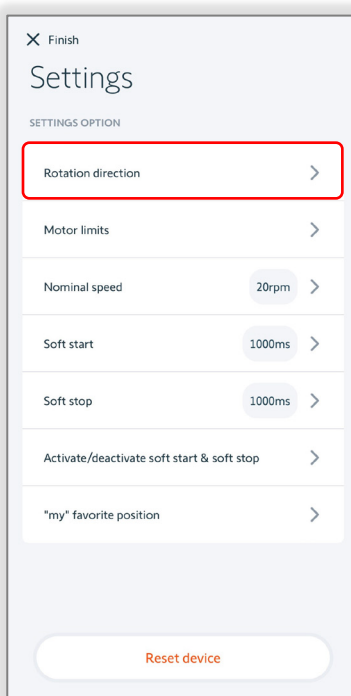 Finish
Settings
SETTINGS OPTION
Rotation direction
Motor limits
Nominal speed 20rpm
Soft start 1000ms
Soft stop 1000ms
Activate/deactivate soft start & soft stop
"my" favorite position
Reset device